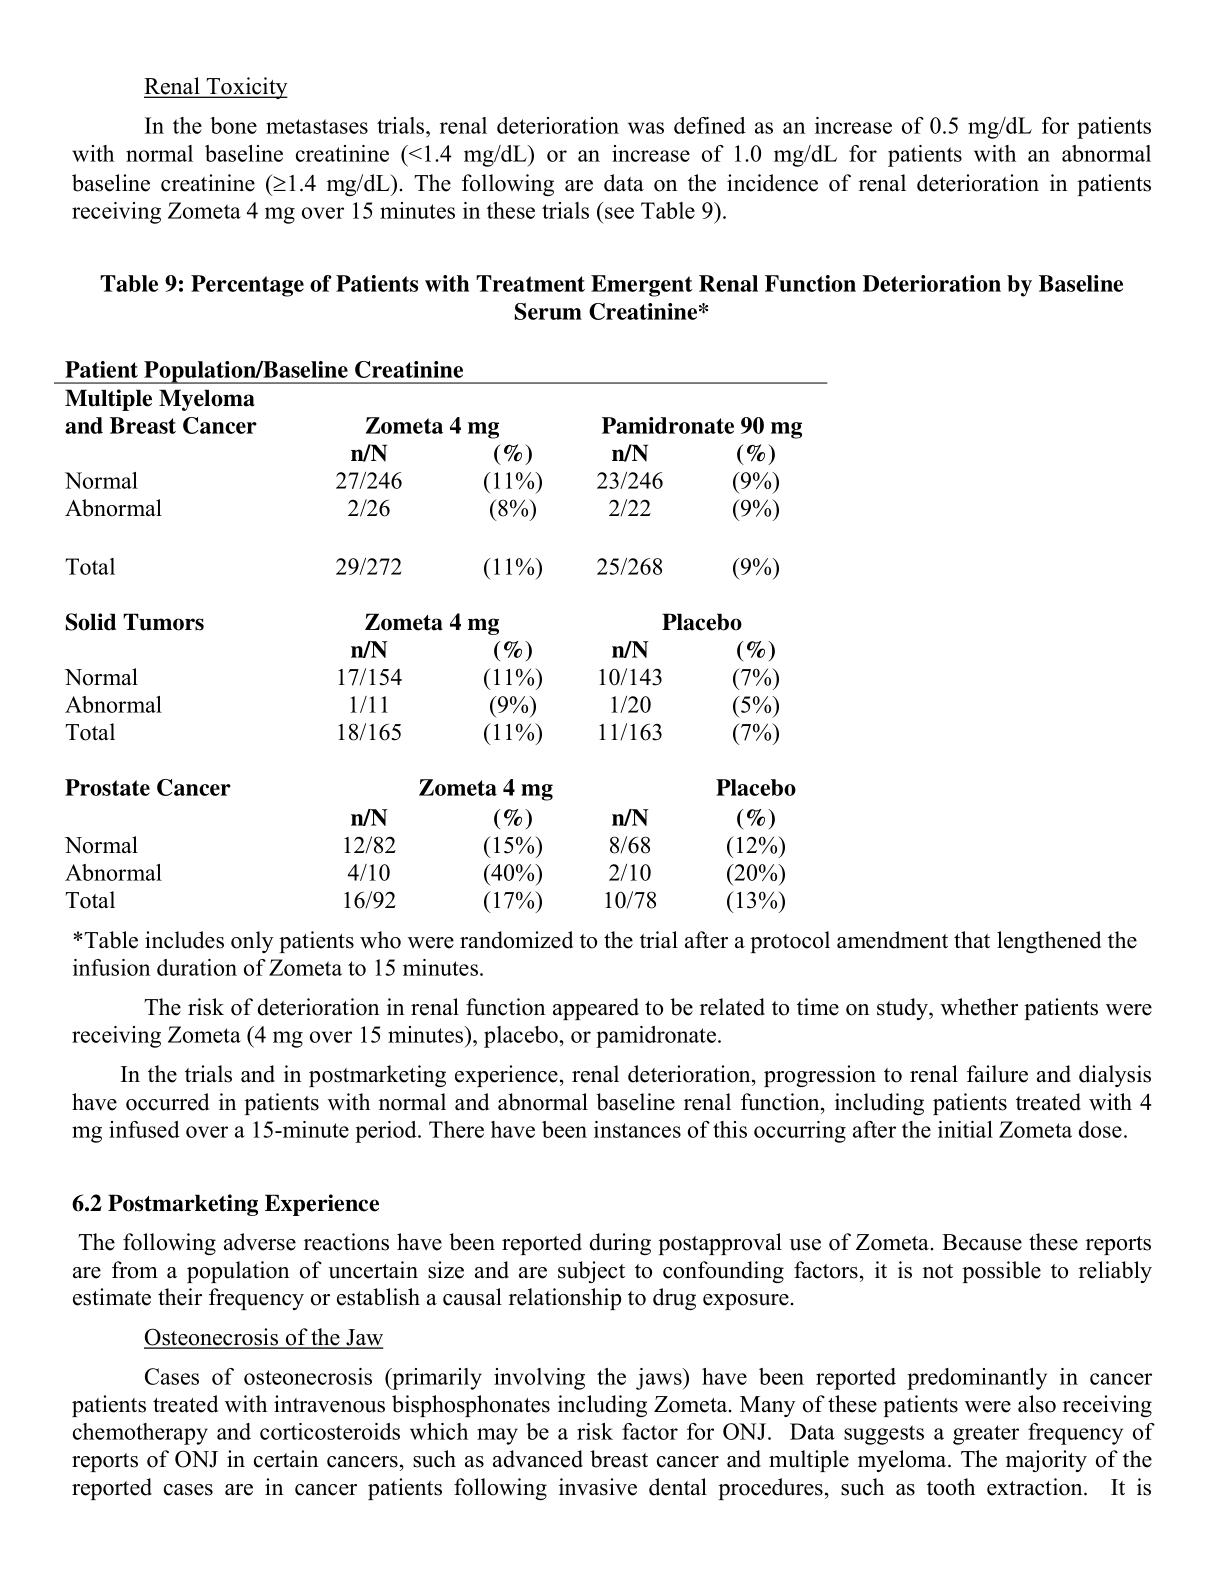 Renal Toxicity
In the bone metastases trials, renal deterioration was defined as an increase of 0.5 mg/dL for patients
with normal baseline creatinine (<1.4 mg/dL) or an increase of 1.0 mg/dL for patients with an abnormal
baseline creatinine (≥1.4 mg/dL). The following are data on the incidence of renal deterioration in patients
receiving Zometa 4 mg over 15 minutes in these trials (see Table 9).
Table 9: Percentage of Patients with Treatment Emergent Renal Function Deterioration by Baseline
Serum Creatinine*
Patient Population/Baseline Creatinine
Multiple Myeloma
and Breast Cancer Zometa 4 mg Pamidronate 90 mg
n/N (%) n/N (%)
Normal 27/246 (11%) 23/246 (9%)
Abnormal 2/26 (8%) 2/22 (9%)
Total 29/272 (11%) 25/268 (9%)
Solid Tumors Zometa 4 mg Placebo
n/N (%) n/N (%)
Normal 17/154 (11%) 10/143 (7%)
Abnormal 1/11 (9%) 1/20 (5%)
Total 18/165 (11%) 11/163 (7%)
Prostate Cancer Zometa 4 mg Placebo
n/N (%) n/N (%)
Normal 12/82 (15%) 8/68 (12%)
Abnormal 4/10 (40%) 2/10 (20%)
Total 16/92 (17%) 10/78 (13%)
*Table includes only patients who were randomized to the trial after a protocol amendment that lengthened the
infusion duration of Zometa to 15 minutes.
The risk of deterioration in renal function appeared to be related to time on study, whether patients were
receiving Zometa (4 mg over 15 minutes), placebo, or pamidronate.
In the trials and in postmarketing experience, renal deterioration, progression to renal failure and dialysis
have occurred in patients with normal and abnormal baseline renal function, including patients treated with 4
mg infused over a 15-minute period. There have been instances of this occurring after the initial Zometa dose.
6.2 Postmarketing Experience
The following adverse reactions have been reported during postapproval use of Zometa. Because these reports
are from a population of uncertain size and are subject to confounding factors, it is not possible to reliably
estimate their frequency or establish a causal relationship to drug exposure.
Osteonecrosis of the Jaw
Cases of osteonecrosis (primarily involving the jaws) have been reported predominantly in cancer
patients treated with intravenous bisphosphonates including Zometa. Many of these patients were also receiving
chemotherapy and corticosteroids which may be a risk factor for ONJ. Data suggests a greater frequency of
reports of ONJ in certain cancers, such as advanced breast cancer and multiple myeloma. The majority of the
reported cases are in cancer patients following invasive dental procedures, such as tooth extraction. It is